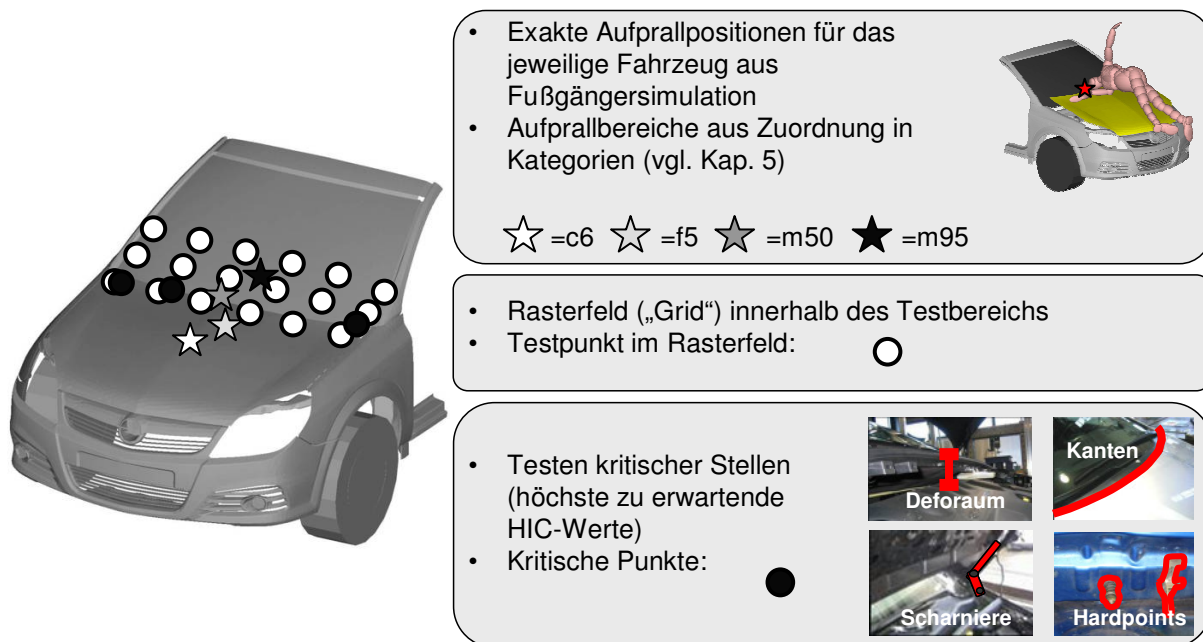 • Exakte Aufprallpositionen für das
jeweilige Fahrzeug aus
Fußgängersimulation
• Aufprallbereiche aus Zuordnung in
Kategorien (vgl. Kap. 5)
=c6 =f5 =m50 =m95
• Rasterfeld („Grid“) innerhalb des Testbereichs
• Testpunkt im Rasterfeld:
• Testen kritischer Stellen
(höchste zu erwartende
HIC-Werte)
• Kritische Punkte:
Deforaum
Kanten
Scharniere
Hardpoints